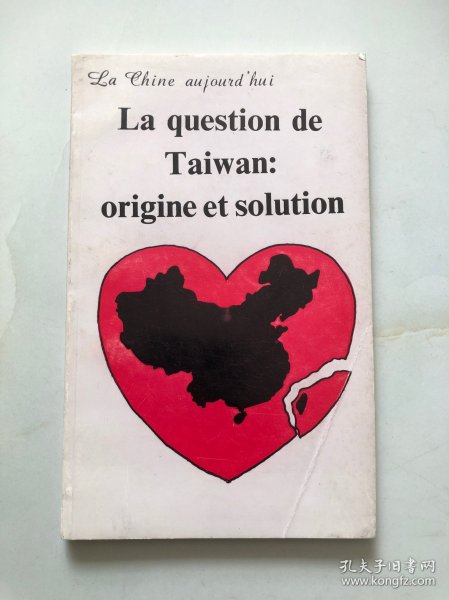 La Chine aujourd'hui
La question de
Taiwan:
origine et solution
孔夫子旧书网
www.kongfz.com